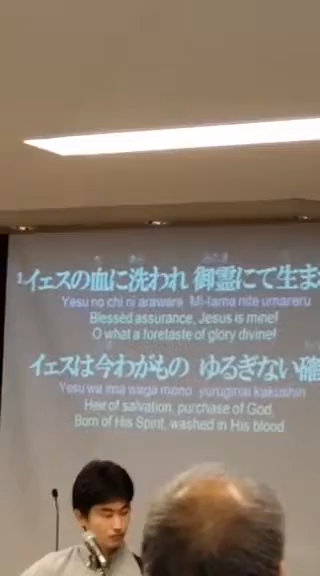 1.イェスの血に洗われ 御霊にて生ま
Yesu no chi ni araware Mi-tama nite umareru
Blessèd assurance, Jesus is mine!
O what a foretaste of glory divine!
イェスは今わがもの ゆるぎない確
Yesu wa ima waga mono yuruginai kakushin
Heir of salvation, purchase of God,
Born of His Spirit, washed in His blood.